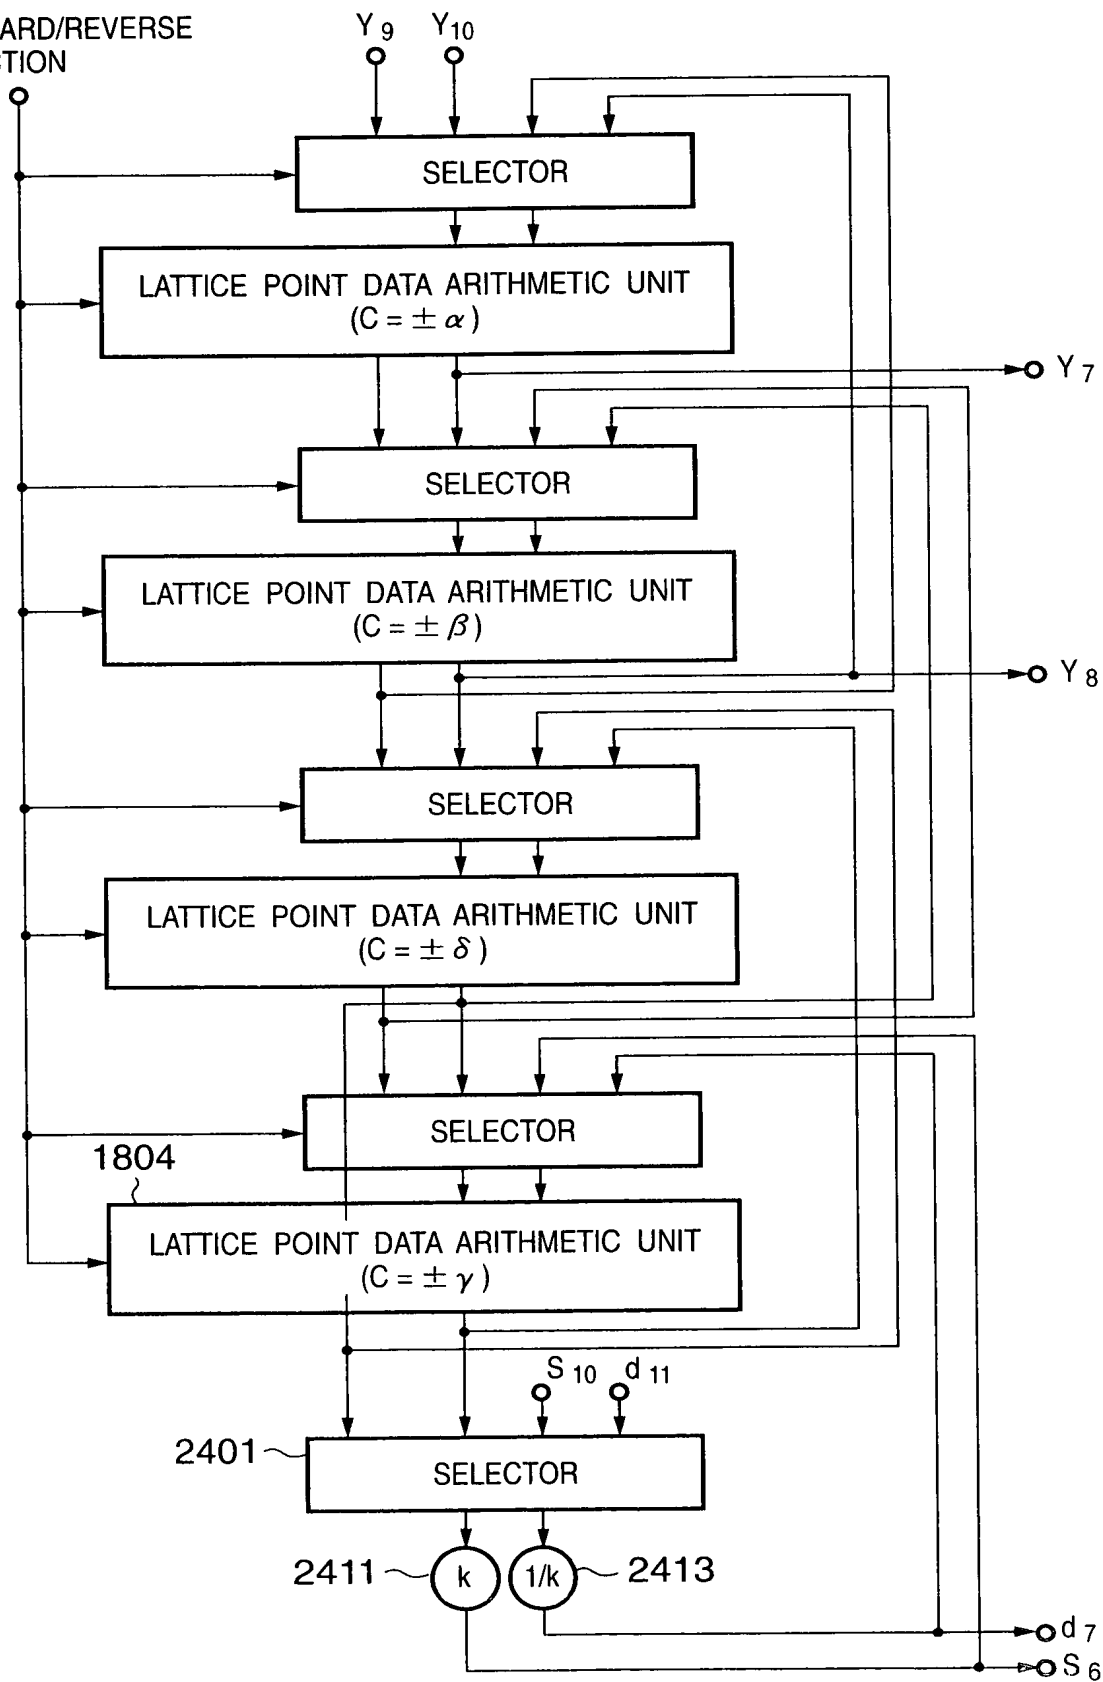 ARD/REVERSE
CTION
Y9 Y10
SELECTOR
LATTICE POINT DATA ARITHMETIC UNIT
(C = ± α)
Y7
SELECTOR
LATTICE POINT DATA ARITHMETIC UNIT
(C = ± β)
Y8
SELECTOR
LATTICE POINT DATA ARITHMETIC UNIT
(C = ± δ)
SELECTOR
1804
LATTICE POINT DATA ARITHMETIC UNIT
(C = ± γ)
S10 d11
2401
SELECTOR
2411 k 1/k 2413
d7
S6